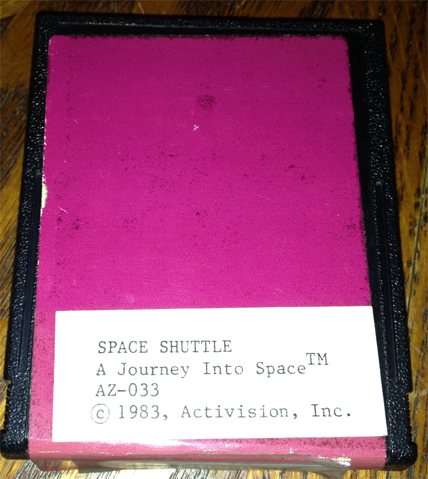 SPACE SHUTTLE
A Journey Into Space™
AZ-033
© 1983, Activision, Inc.